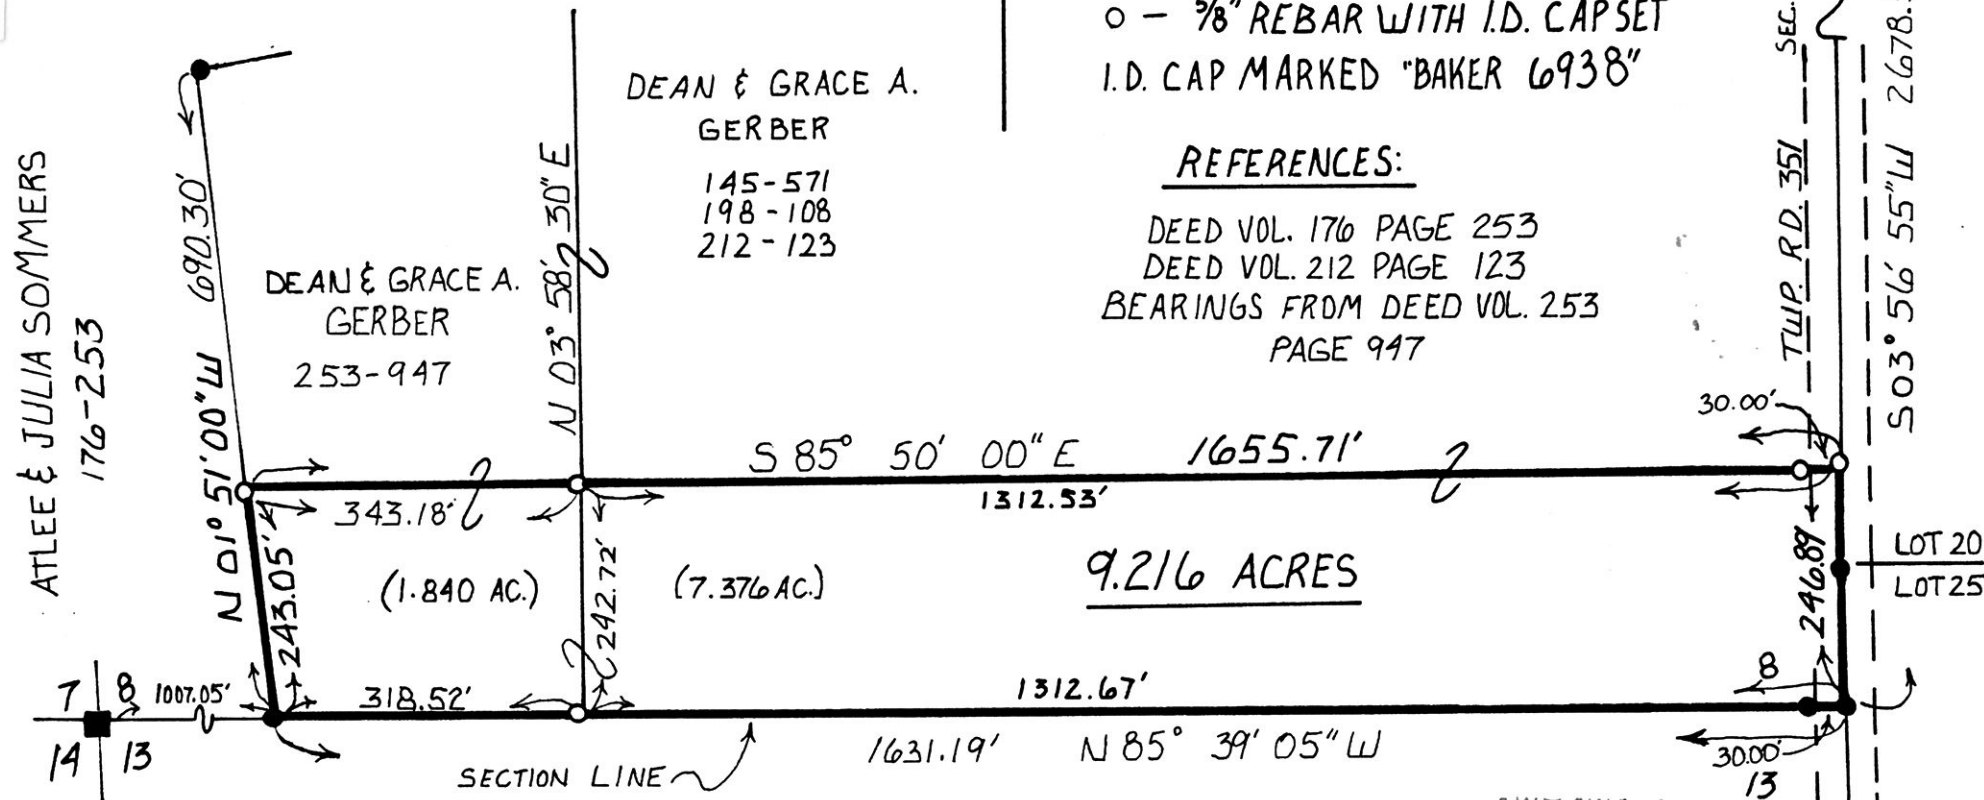 ○ — 5/8" REBAR WITH I.D. CAP SET
I.D. CAP MARKED "BAKER 6938"
REFERENCES:
DEED VOL. 176 PAGE 253
DEED VOL. 212 PAGE 123
BEARINGS FROM DEED VOL. 253
PAGE 947
DEAN & GRACE A.
GERBER
145-571
198-108
212-123
DEAN & GRACE A.
GERBER
253-947
ATLEE & JULIA SOMMERS
176-253
690.30'
N 01° 51' 00" W
N 03° 58' 30" E
SEC.
TWP. RD. 351
S 03° 56' 55" W 2678.
30.00'
S 85° 50' 00" E 1655.71'
343.18'
1312.53'
243.05'
(1.840 AC.)
242.72'
(7.376 AC.)
9.216 ACRES
246.89
LOT 20
LOT 25
7 8 1007.05'
318.52'
1312.67'
8
14 13
SECTION LINE
1631.19' N 85° 39' 05" W
30.00'
13